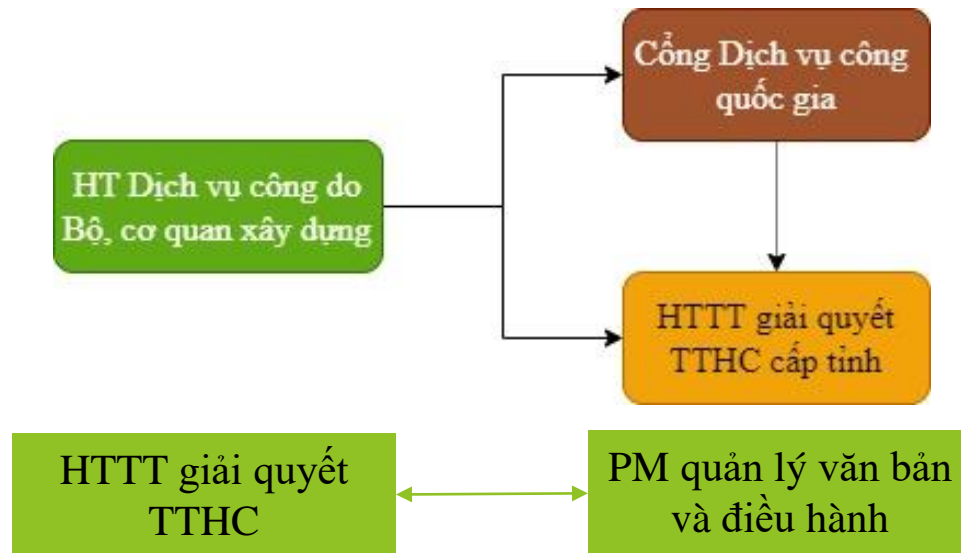 Cổng Dịch vụ công
quốc gia
HT Dịch vụ công do
Bộ, cơ quan xây dựng
HTTT giải quyết
TTHC cấp tỉnh
HTTT giải quyết
TTHC
PM quản lý văn bản
và điều hành